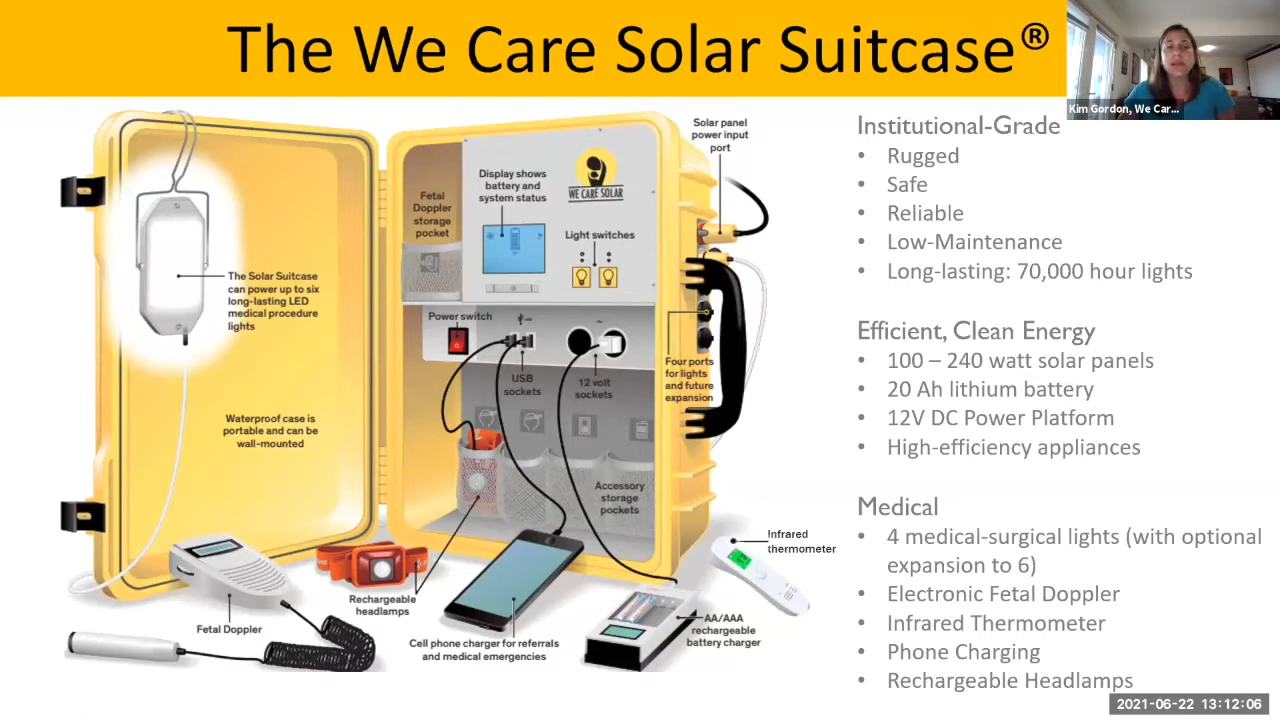 The We Care Solar Suitcase®
Kim Gordon, We Car...
Solar panel
power input
port
Display shows
battery and
system status
WE CARE SOLAR
Fetal
Doppler
storage
pocket
Light switches
The Solar Suitcase
can power up to six
long-lasting LED
medical procedure
lights
Power switch
USB
sockets
12 volt
sockets
Four ports
for lights
and future
expansion
Waterproof case is
portable and can be
wall-mounted
Accessory
storage
pockets
Infrared
thermometer
Rechargeable
headlamps
Fetal Doppler
Cell phone charger for referrals
and medical emergencies
AA/AAA
rechargeable
battery charger
Institutional-Grade
• Rugged
• Safe
• Reliable
• Low-Maintenance
• Long-lasting: 70,000 hour lights
Efficient, Clean Energy
• 100 – 240 watt solar panels
• 20 Ah lithium battery
• 12V DC Power Platform
• High-efficiency appliances
Medical
• 4 medical-surgical lights (with optional
expansion to 6)
• Electronic Fetal Doppler
• Infrared Thermometer
• Phone Charging
• Rechargeable Headlamps
2021-06-22 13:12:06